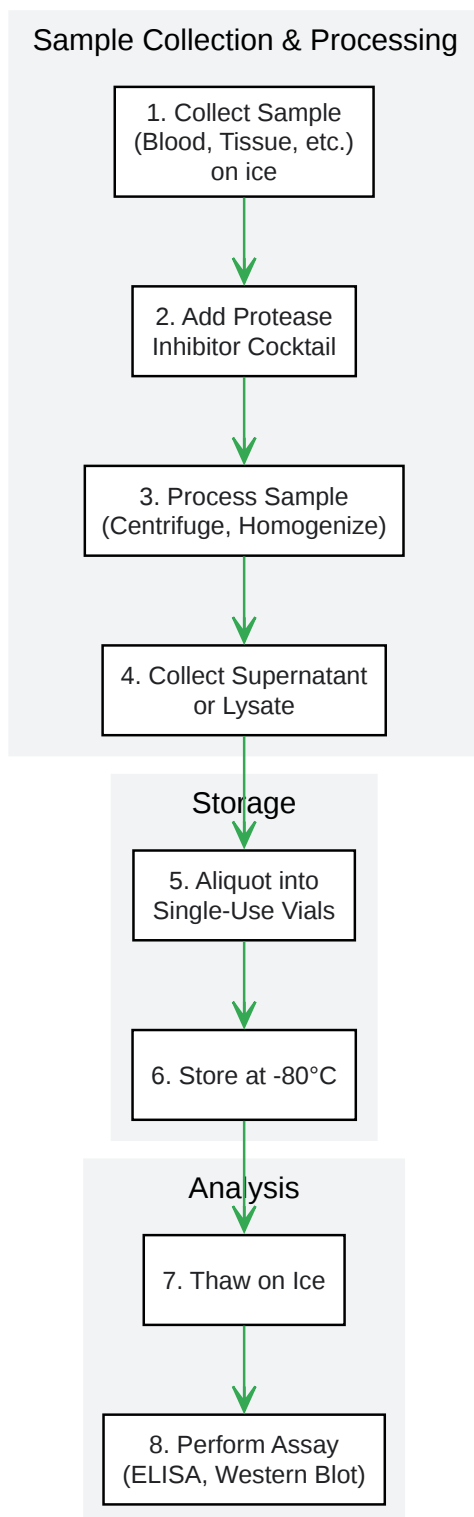 Sample Collection & Processing
1. Collect Sample
(Blood, Tissue, etc.)
on ice
2. Add Protease
Inhibitor Cocktail
3. Process Sample
(Centrifuge, Homogenize)
4. Collect Supernatant
or Lysate
Storage
5. Aliquot into
Single-Use Vials
6. Store at -80°C
Analysis
7. Thaw on Ice
8. Perform Assay
(ELISA, Western Blot)